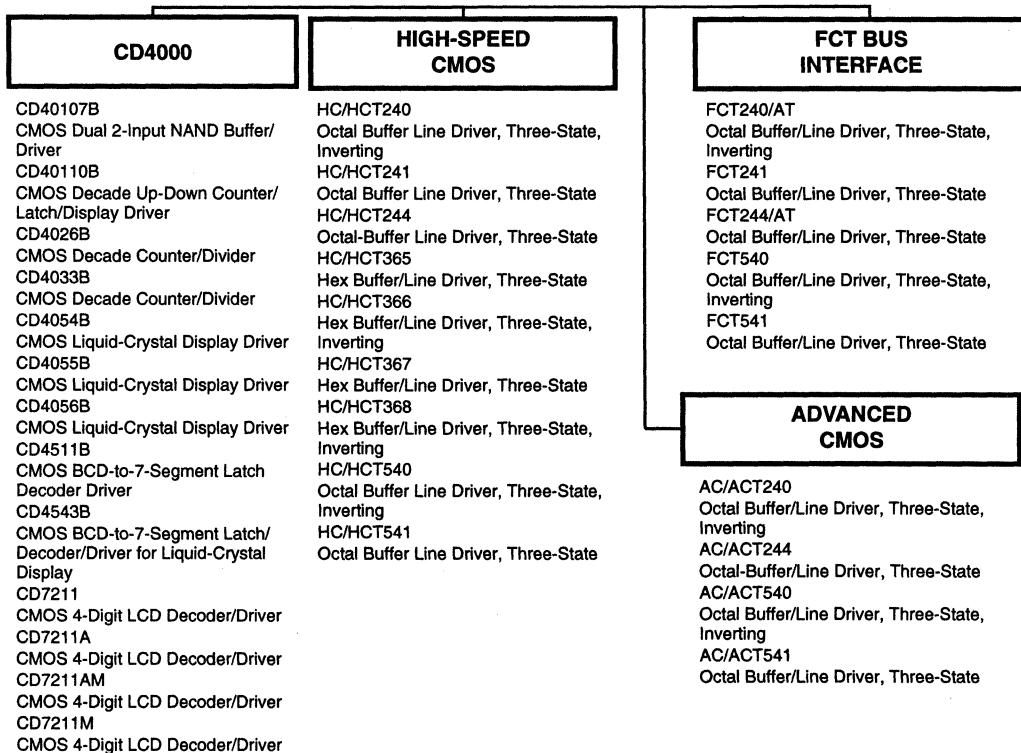 CD4000
CD40107B
CMOS Dual 2-Input NAND Buffer/
Driver
CD40110B
CMOS Decade Up-Down Counter/
Latch/Display Driver
CD4026B
CMOS Decade Counter/Divider
CD4033B
CMOS Decade Counter/Divider
CD4054B
CMOS Liquid-Crystal Display Driver
CD4055B
CMOS Liquid-Crystal Display Driver
CD4056B
CMOS Liquid-Crystal Display Driver
CD4511B
CMOS BCD-to-7-Segment Latch
Decoder Driver
CD4543B
CMOS BCD-to-7-Segment Latch/
Decoder/Driver for Liquid-Crystal
Display
CD7211
CMOS 4-Digit LCD Decoder/Driver
CD7211A
CMOS 4-Digit LCD Decoder/Driver
CD7211AM
CMOS 4-Digit LCD Decoder/Driver
CD7211M
CMOS 4-Digit LCD Decoder/Driver
HIGH-SPEED
CMOS
HC/HCT240
Octal Buffer Line Driver, Three-State,
Inverting
HC/HCT241
Octal Buffer Line Driver, Three-State
HC/HCT244
Octal-Buffer Line Driver, Three-State
HC/HCT365
Hex Buffer/Line Driver, Three-State
HC/HCT366
Hex Buffer/Line Driver, Three-State,
Inverting
HC/HCT367
Hex Buffer/Line Driver, Three-State
HC/HCT368
Hex Buffer/Line Driver, Three-State,
Inverting
HC/HCT540
Octal Buffer Line Driver, Three-State,
Inverting
HC/HCT541
Octal Buffer Line Driver, Three-State
FCT BUS
INTERFACE
FCT240/AT
Octal Buffer/Line Driver, Three-State,
Inverting
FCT241
Octal Buffer/Line Driver, Three-State
FCT244/AT
Octal Buffer/Line Driver, Three-State
FCT540
Octal Buffer/Line Driver, Three-State,
Inverting
FCT541
Octal Buffer/Line Driver, Three-State
ADVANCED
CMOS
AC/ACT240
Octal Buffer/Line Driver, Three-State,
Inverting
AC/ACT244
Octal-Buffer/Line Driver, Three-State
AC/ACT540
Octal Buffer/Line Driver, Three-State,
Inverting
AC/ACT541
Octal Buffer/Line Driver, Three-State